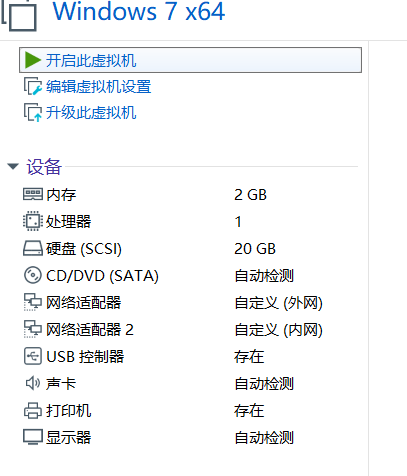 Windows 7 x64
开启此虚拟机
编辑虚拟机设置
升级此虚拟机
设备
内存 2 GB
处理器 1
硬盘 (SCSI) 20 GB
CD/DVD (SATA) 自动检测
网络适配器 自定义 (外网)
网络适配器 2 自定义 (内网)
USB 控制器 存在
声卡 自动检测
打印机 存在
显示器 自动检测